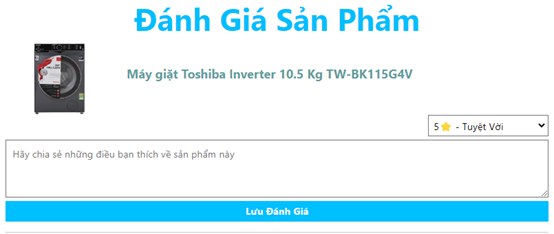 Đánh Giá Sản Phẩm
Máy giặt Toshiba Inverter 10.5 Kg TW-BK115G4V
5⭐ - Tuyệt Vời
Hãy chia sẻ những điều bạn thích về sản phẩm này
Lưu Đánh Giá